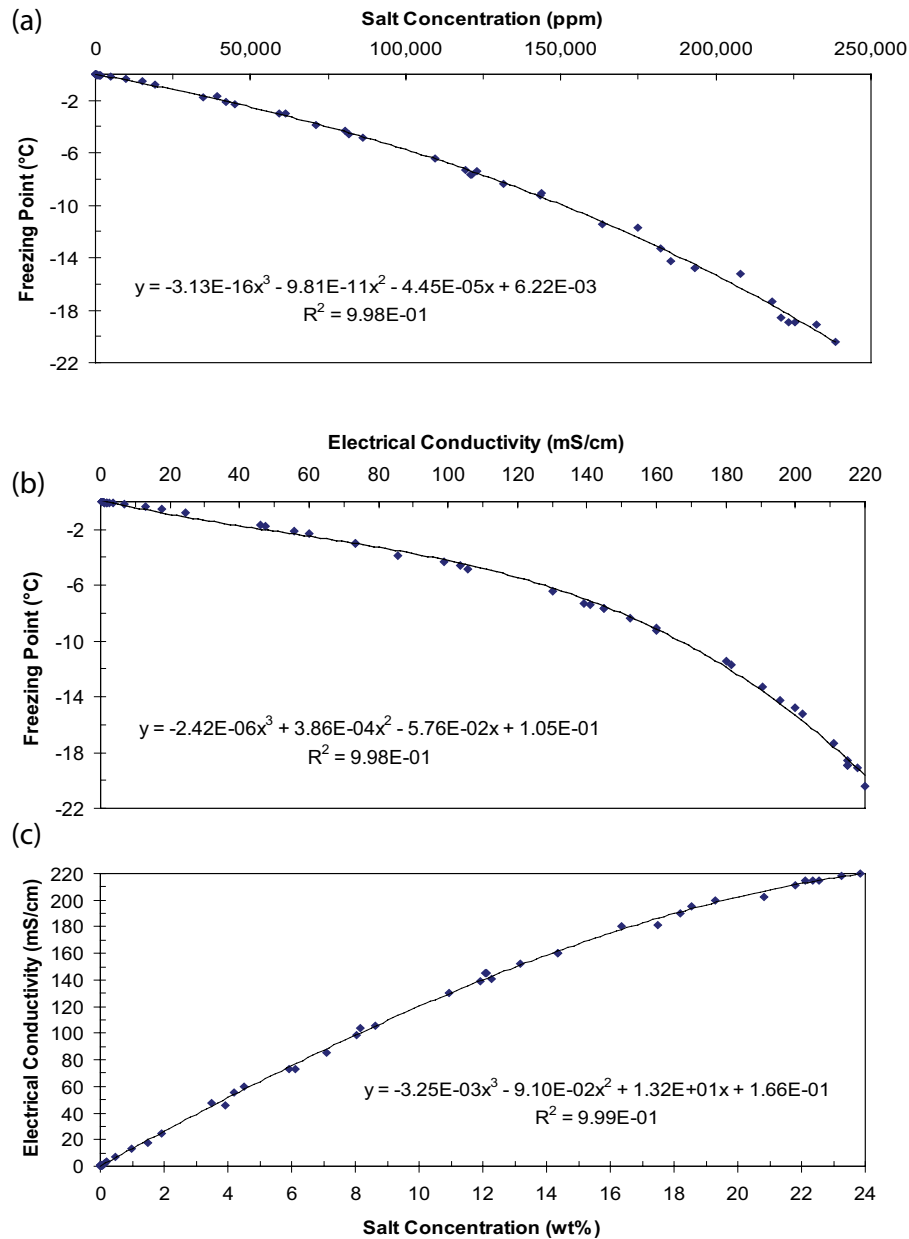 (a)
Salt Concentration (ppm)
0 50,000 100,000 150,000 200,000 250,000
-2
-6
-10
-14
-18
-22
Freezing Point (°C)
y = -3.13E-16x³ - 9.81E-11x² - 4.45E-05x + 6.22E-03
R² = 9.98E-01
Electrical Conductivity (mS/cm)
(b)
0 20 40 60 80 100 120 140 160 180 200 220
-2
-6
-10
-14
-18
-22
Freezing Point (°C)
y = -2.42E-06x³ + 3.86E-04x² - 5.76E-02x + 1.05E-01
R² = 9.98E-01
(c)
220
200
180
160
140
120
100
80
60
40
20
0
Electrical Conductivity (mS/cm)
y = -3.25E-03x³ - 9.10E-02x² + 1.32E+01x + 1.66E-01
R² = 9.99E-01
0 2 4 6 8 10 12 14 16 18 20 22 24
Salt Concentration (wt%)